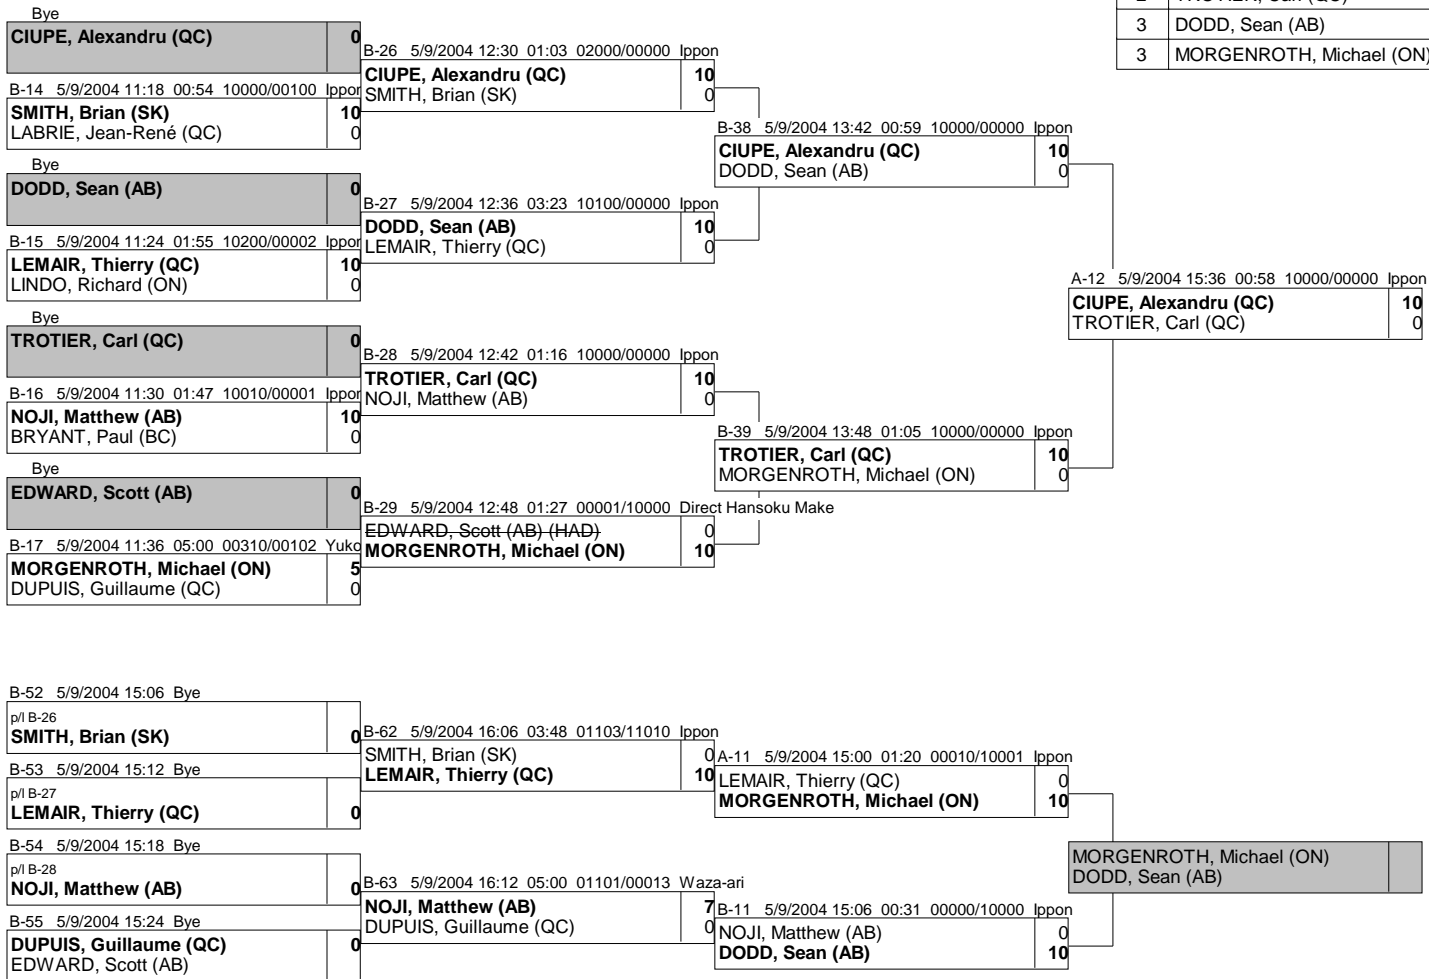 2 TROTIER, Carl (QC)
3 DODD, Sean (AB)
3 MORGENROTH, Michael (ON)
Bye
CIUPE, Alexandru (QC) 0
B-14 5/9/2004 11:18 00:54 10000/00100 Ippon
SMITH, Brian (SK) 10
LABRIE, Jean-René (QC) 0
Bye
DODD, Sean (AB) 0
B-15 5/9/2004 11:24 01:55 10200/00002 Ippon
LEMAIR, Thierry (QC) 10
LINDO, Richard (ON) 0
Bye
TROTIER, Carl (QC) 0
B-16 5/9/2004 11:30 01:47 10010/00001 Ippon
NOJI, Matthew (AB) 10
BRYANT, Paul (BC) 0
Bye
EDWARD, Scott (AB) 0
B-17 5/9/2004 11:36 05:00 00310/00102 Yuko
MORGENROTH, Michael (ON) 5
DUPUIS, Guillaume (QC) 0
B-26 5/9/2004 12:30 01:03 02000/00000 Ippon
CIUPE, Alexandru (QC) 10
SMITH, Brian (SK) 0
B-27 5/9/2004 12:36 03:23 10100/00000 Ippon
DODD, Sean (AB) 10
LEMAIR, Thierry (QC) 0
B-28 5/9/2004 12:42 01:16 10000/00000 Ippon
TROTIER, Carl (QC) 10
NOJI, Matthew (AB) 0
B-29 5/9/2004 12:48 01:27 00001/10000 Direct Hansoku Make
EDWARD, Scott (AB) (HAD) 0
MORGENROTH, Michael (ON) 10
B-38 5/9/2004 13:42 00:59 10000/00000 Ippon
CIUPE, Alexandru (QC) 10
DODD, Sean (AB) 0
B-39 5/9/2004 13:48 01:05 10000/00000 Ippon
TROTIER, Carl (QC) 10
MORGENROTH, Michael (ON) 0
A-12 5/9/2004 15:36 00:58 10000/00000 Ippon
CIUPE, Alexandru (QC) 10
TROTIER, Carl (QC) 0
B-52 5/9/2004 15:06 Bye
p/l B-26
SMITH, Brian (SK) 0
B-53 5/9/2004 15:12 Bye
p/l B-27
LEMAIR, Thierry (QC) 0
B-54 5/9/2004 15:18 Bye
p/l B-28
NOJI, Matthew (AB) 0
B-55 5/9/2004 15:24 Bye
DUPUIS, Guillaume (QC) 0
EDWARD, Scott (AB)
B-62 5/9/2004 16:06 03:48 01103/11010 Ippon
SMITH, Brian (SK) 0
LEMAIR, Thierry (QC) 10
B-63 5/9/2004 16:12 05:00 01101/00013 Waza-ari
NOJI, Matthew (AB) 7
DUPUIS, Guillaume (QC) 0
A-11 5/9/2004 15:00 01:20 00010/10001 Ippon
LEMAIR, Thierry (QC) 0
MORGENROTH, Michael (ON) 10
B-11 5/9/2004 15:06 00:31 00000/10000 Ippon
NOJI, Matthew (AB) 0
DODD, Sean (AB) 10
MORGENROTH, Michael (ON)
DODD, Sean (AB)